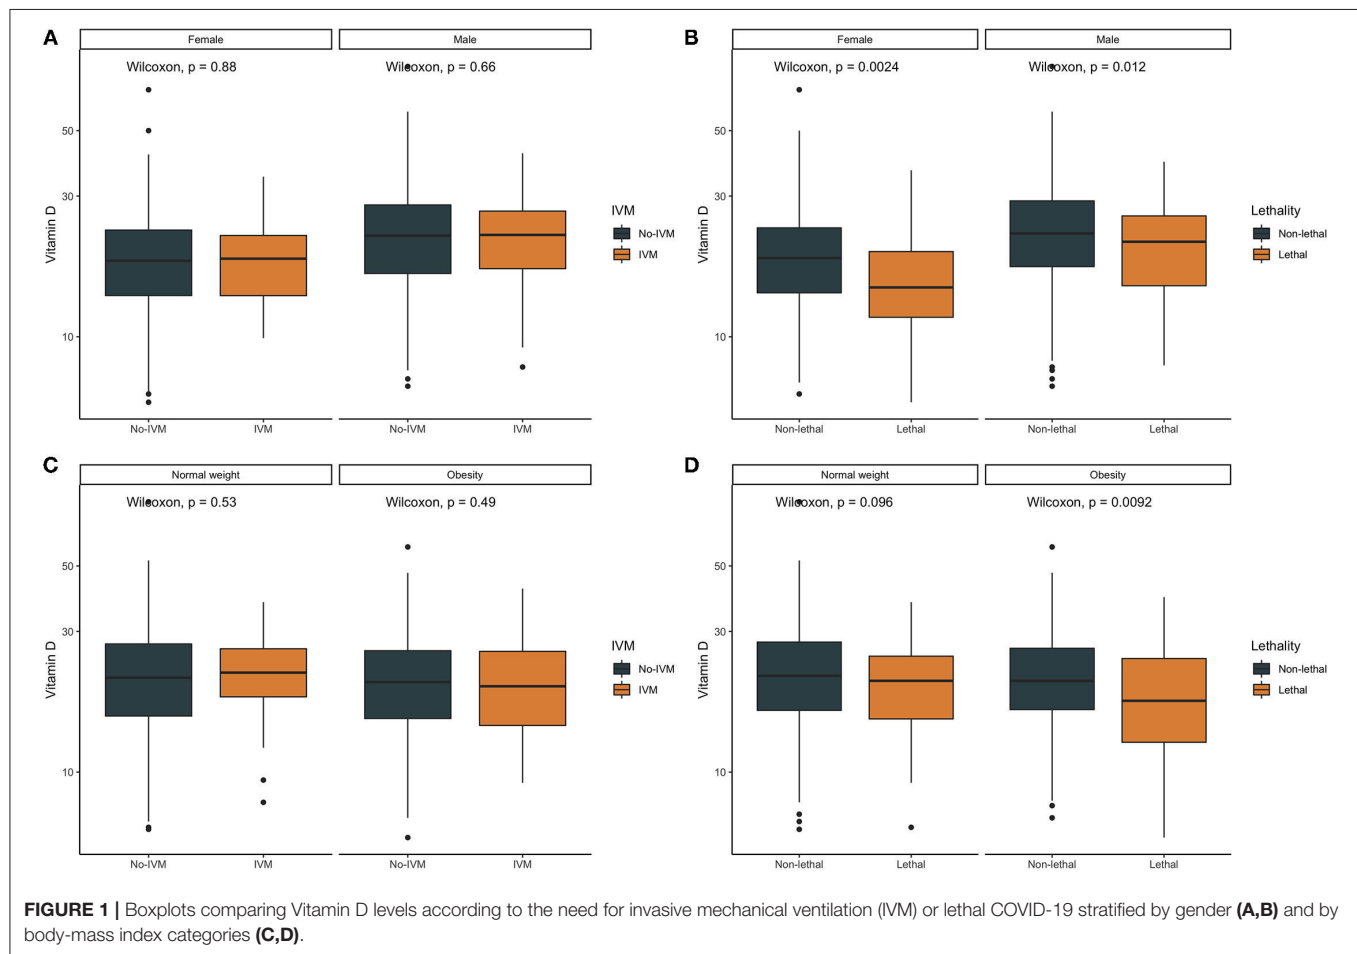 A
Female
Male
Wilcoxon, p = 0.88
Wilcoxon, p = 0.66
50
30
10
Vitamin D
No-IVM
IVM
No-IVM
IVM
IVM
No-IVM
IVM
B
Female
Male
Wilcoxon, p = 0.0024
Wilcoxon, p = 0.012
50
30
10
Vitamin D
Non-lethal
Lethal
Non-lethal
Lethal
Lethality
Non-lethal
Lethal
C
Normal weight
Obesity
Wilcoxon, p = 0.53
Wilcoxon, p = 0.49
50
30
10
Vitamin D
No-IVM
IVM
No-IVM
IVM
IVM
No-IVM
IVM
D
Normal weight
Obesity
Wilcoxon, p = 0.096
Wilcoxon, p = 0.0092
50
30
10
Vitamin D
Non-lethal
Lethal
Non-lethal
Lethal
Lethality
Non-lethal
Lethal
FIGURE 1 | Boxplots comparing Vitamin D levels according to the need for invasive mechanical ventilation (IVM) or lethal COVID-19 stratified by gender (A,B) and by
body-mass index categories (C,D).